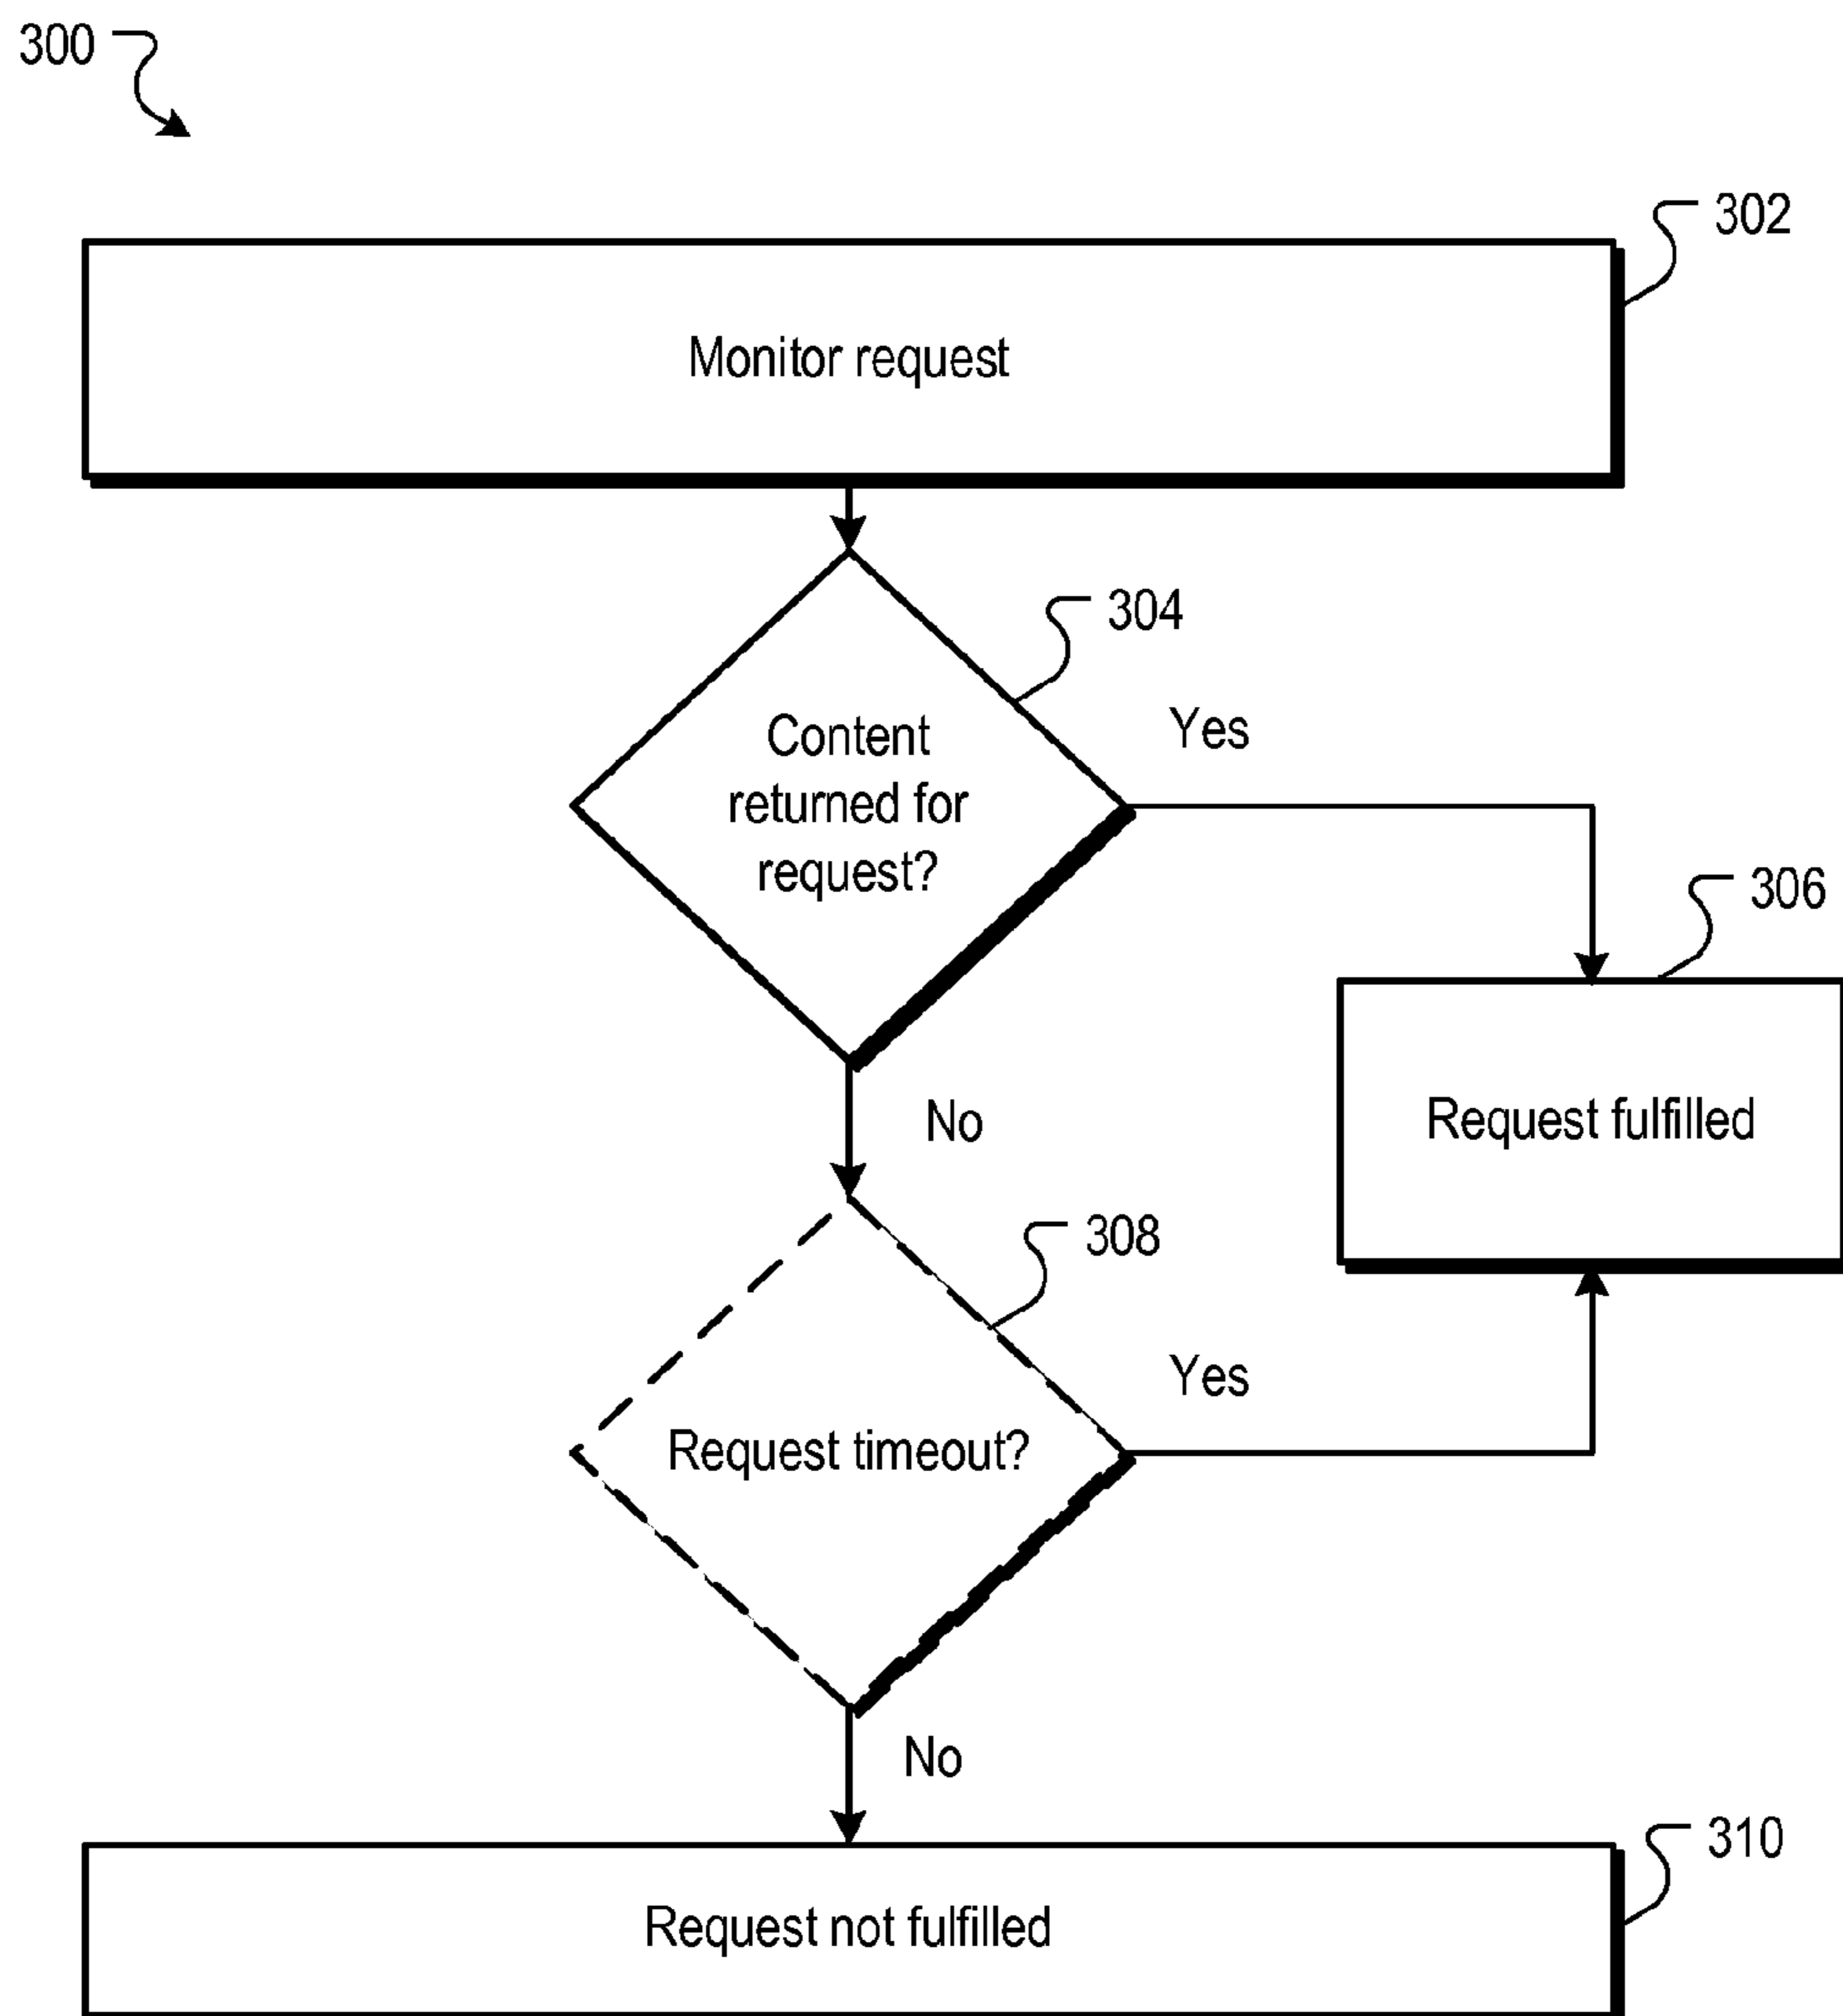 300
302
Monitor request
304
Content
returned for
request?
Yes
306
Request fulfilled
No
308
Request timeout?
Yes
No
310
Request not fulfilled